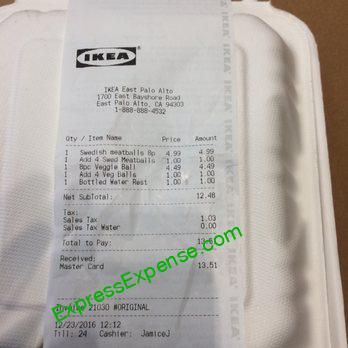 IKEA
IKEA East Palo Alto
1700 East Bayshore Road
East Palo Alto, CA 94303
1-888-888-4532
Qty / Item Name Price Amount
1 Swedish meatballs 8p 4.99 4.99
1 Add 4 Swed Meatballs 1.00 1.00
1 8pc Veggie Ball 4.49 4.49
1 Add 4 Veg Balls 1.00 1.00
1 Bottled Water Rest 1.00 1.00
Net SubTotal: 12.48
Tax:
Sales Tax 1.03
Sales Tax Water 0.00
Total to Pay:
Received:
Master Card 13.51
ExpressExpense.com
21030 #ORIGINAL
12/23/2016 12:12
Till: 24 Cashier: JamiceJ
IKEA IKEA IKEA IKEA